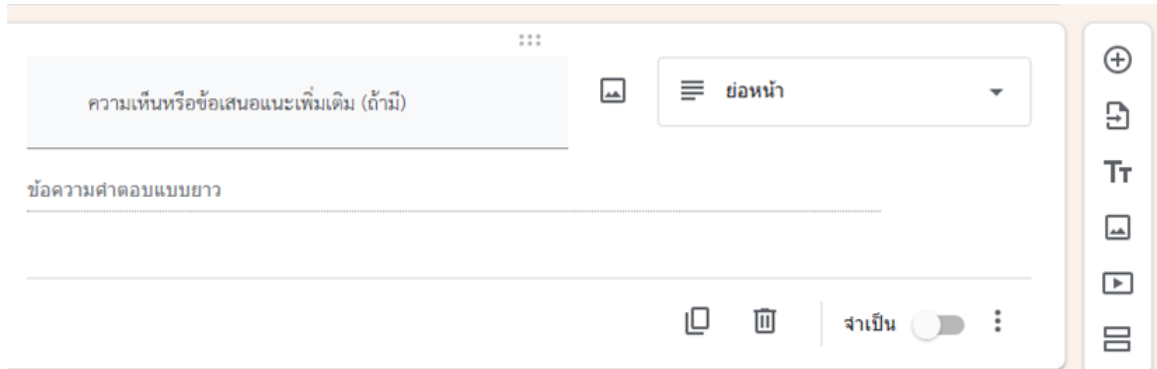 ความเห็นหรือข้อเสนอแนะเพิ่มเติม (ถ้ามี)
ย่อหน้า
ข้อความคำตอบแบบยาว
จำเป็น
Tт